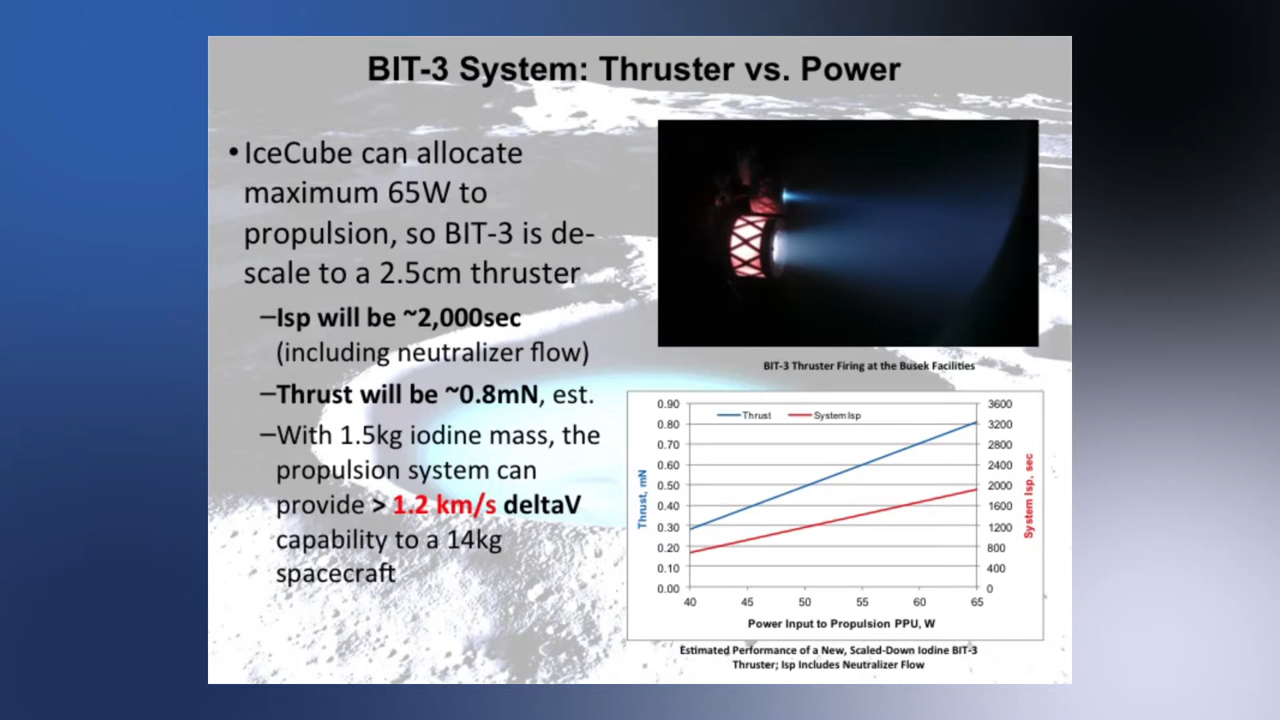 BIT-3 System: Thruster vs. Power
• IceCube can allocate
maximum 65W to
propulsion, so BIT-3 is de-
scale to a 2.5cm thruster
–Isp will be ~2,000sec
(including neutralizer flow)
–Thrust will be ~0.8mN, est.
–With 1.5kg iodine mass, the
propulsion system can
provide > 1.2 km/s deltaV
capability to a 14kg
spacecraft
BIT-3 Thruster Firing at the Busek Facilities
Thrust System Isp
0.90
0.80
0.70
0.60
0.50
0.40
0.30
0.20
0.10
0.00
Thrust, mN
3600
3200
2800
2400
2000
1600
1200
800
400
0
System Isp, sec
40 45 50 55 60 65
Power Input to Propulsion PPU, W
Estimated Performance of a New, Scaled-Down Iodine BIT-3
Thruster; Isp Includes Neutralizer Flow